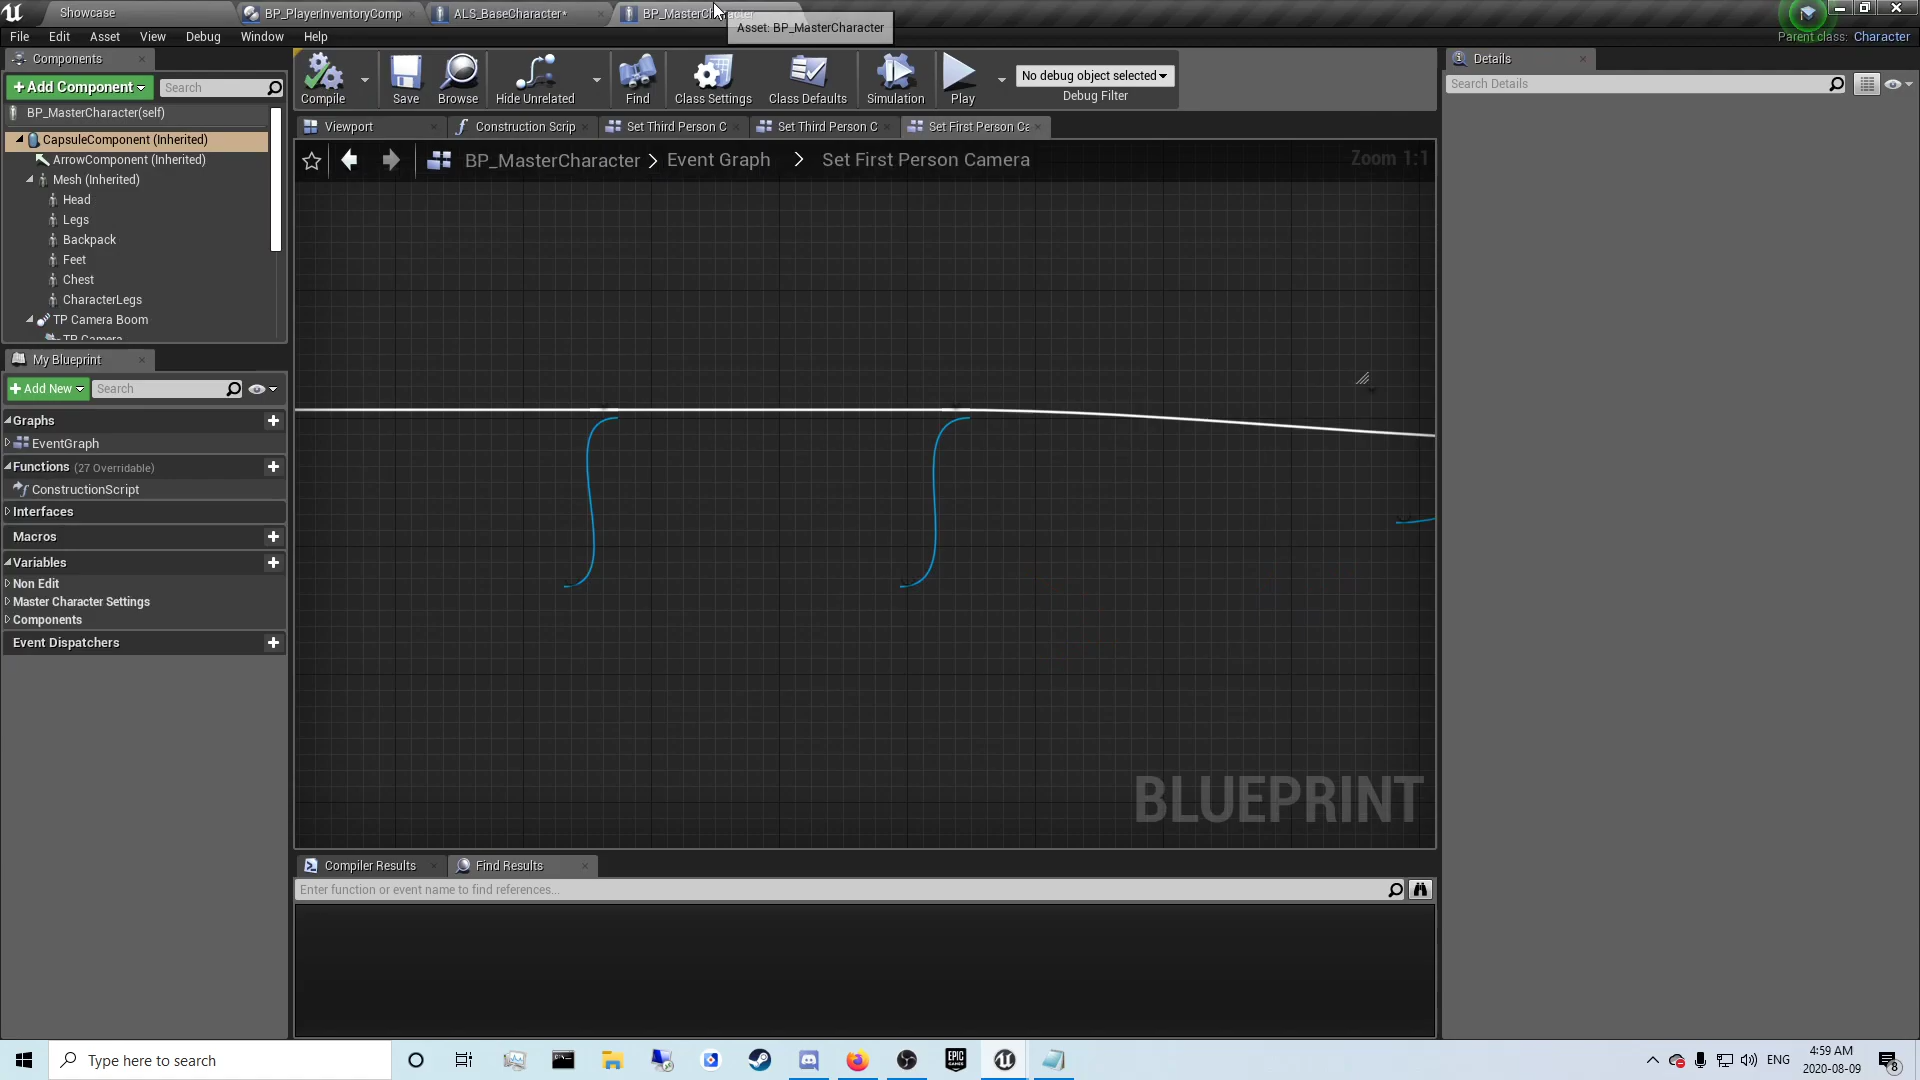 Showcase
BP_PlayerInventoryComp
ALS_BaseCharacter*
BP_MasterCharacter
Asset: BP_MasterCharacter
File Edit Asset View Debug Window Help
Parent class: Character
Components
Add Component
Search
BP_MasterCharacter(self)
CapsuleComponent (Inherited)
ArrowComponent (Inherited)
Mesh (Inherited)
Head
Legs
Backpack
Feet
Chest
CharacterLegs
TP Camera Boom
TP Camera
My Blueprint
Add New
Search
Graphs
EventGraph
Functions (27 Overridable)
ConstructionScript
Interfaces
Macros
Variables
Non Edit
Master Character Settings
Components
Event Dispatchers
Compile
Save
Browse
Hide Unrelated
Find
Class Settings
Class Defaults
Simulation
Play
No debug object selected
Debug Filter
Viewport
Construction Scrip
Set Third Person C
Set Third Person C
Set First Person Ca
BP_MasterCharacter > Event Graph > Set First Person Camera
Zoom 1:1
BLUEPRINT
Compiler Results
Find Results
Enter function or event name to find references...
Details
Search Details
Type here to search
EPIC
GAMES
ENG
4:59 AM
2020-08-09
8